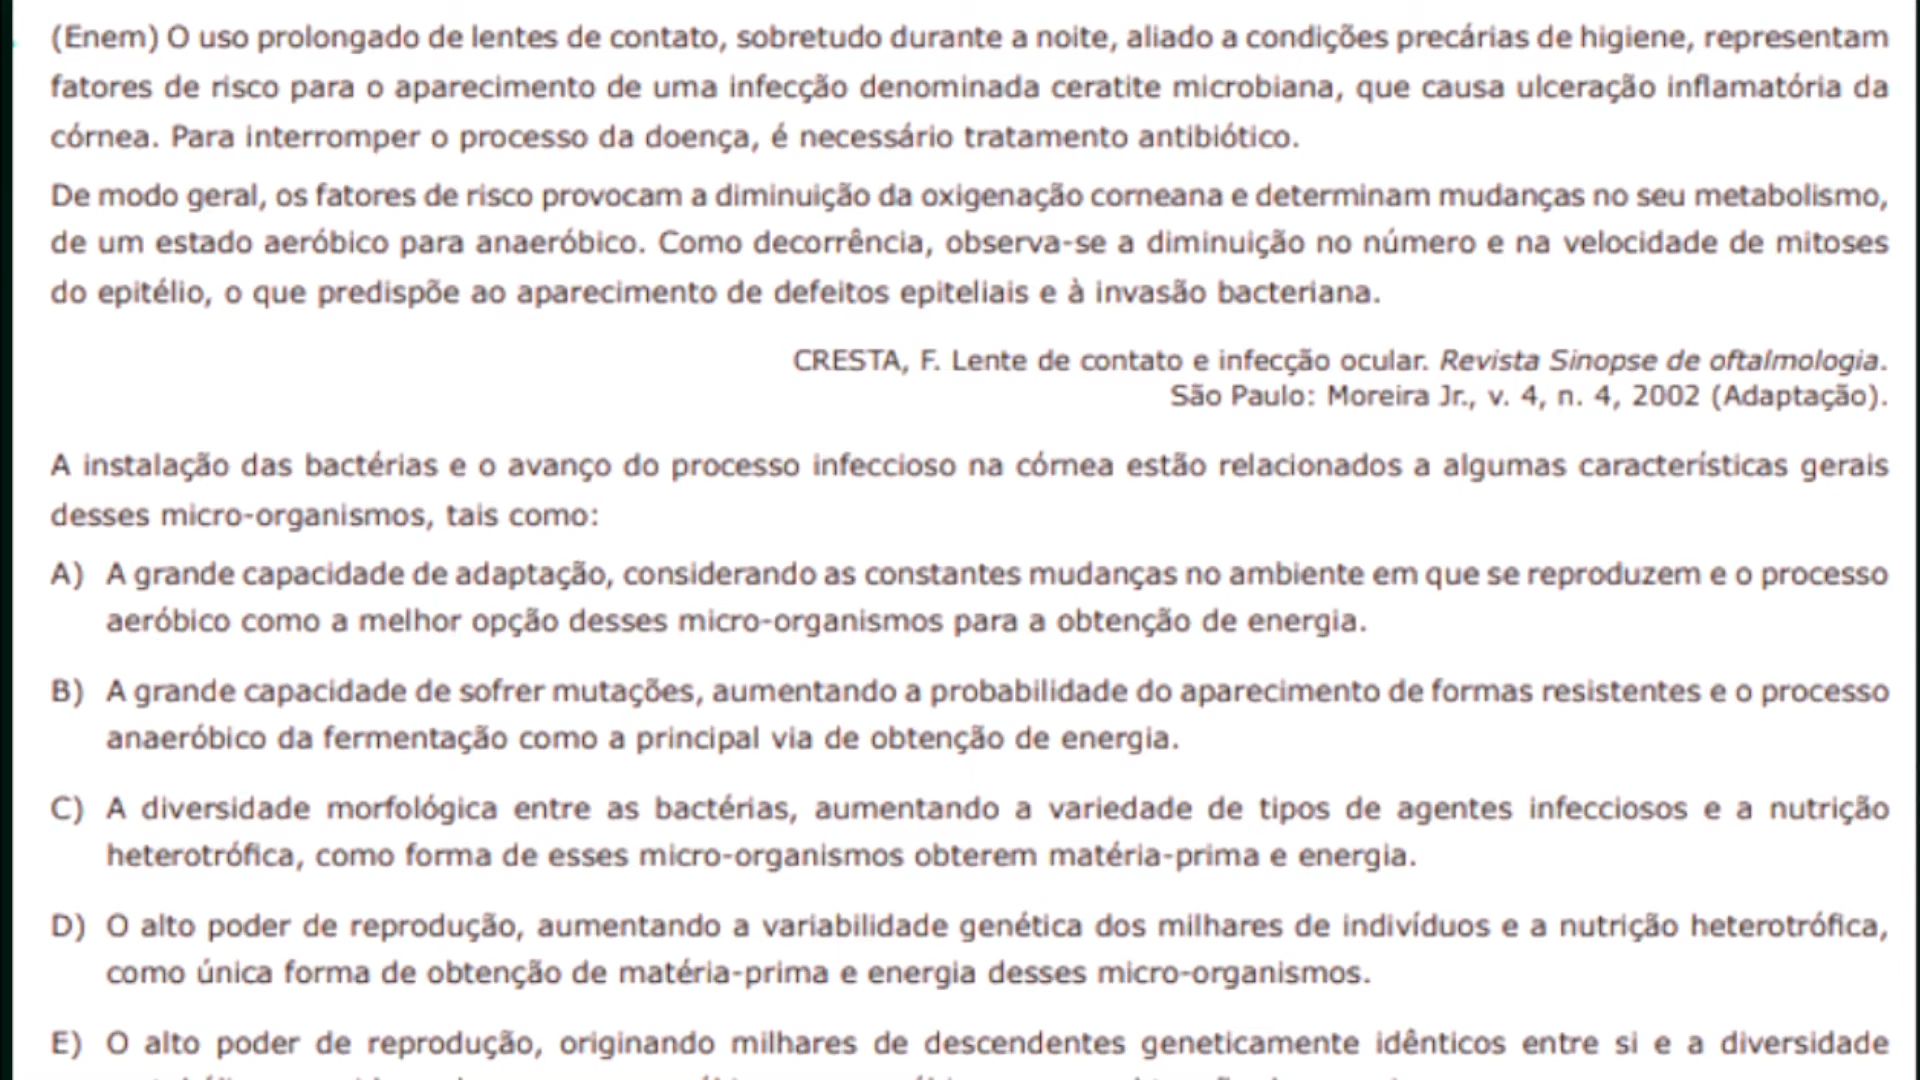 (Enem) O uso prolongado de lentes de contato, sobretudo durante a noite, aliado a condições precárias de higiene, representam
fatores de risco para o aparecimento de uma infecção denominada ceratite microbiana, que causa ulceração inflamatória da
córnea. Para interromper o processo da doença, é necessário tratamento antibiótico.
De modo geral, os fatores de risco provocam a diminuição da oxigenação corneana e determinam mudanças no seu metabolismo,
de um estado aeróbico para anaeróbico. Como decorrência, observa-se a diminuição no número e na velocidade de mitoses
do epitélio, o que predispõe ao aparecimento de defeitos epiteliais e à invasão bacteriana.
CRESTA, F. Lente de contato e infecção ocular. Revista Sinopse de oftalmologia.
São Paulo: Moreira Jr., v. 4, n. 4, 2002 (Adaptação).
A instalação das bactérias e o avanço do processo infeccioso na córnea estão relacionados a algumas características gerais
desses micro-organismos, tais como:
A) A grande capacidade de adaptação, considerando as constantes mudanças no ambiente em que se reproduzem e o processo
aeróbico como a melhor opção desses micro-organismos para a obtenção de energia.
B) A grande capacidade de sofrer mutações, aumentando a probabilidade do aparecimento de formas resistentes e o processo
anaeróbico da fermentação como a principal via de obtenção de energia.
C) A diversidade morfológica entre as bactérias, aumentando a variedade de tipos de agentes infecciosos e a nutrição
heterotrófica, como forma de esses micro-organismos obterem matéria-prima e energia.
D) O alto poder de reprodução, aumentando a variabilidade genética dos milhares de indivíduos e a nutrição heterotrófica,
como única forma de obtenção de matéria-prima e energia desses micro-organismos.
E) O alto poder de reprodução, originando milhares de descendentes geneticamente idênticos entre si e a diversidade